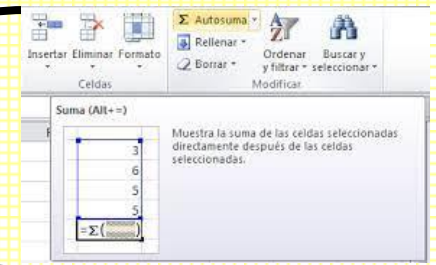 Insertar Eliminar Formato
Celdas
Σ Autosuma
Rellenar
Borrar
Ordenar
y filtrar
Buscar y
seleccionar
Modificar
Suma (Alt+=)
Muestra la suma de las celdas seleccionadas
directamente después de las celdas
seleccionadas.
3
6
5
5
=Σ( )